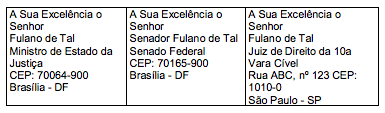 A Sua Excelência o
Senhor
Fulano de Tal
Ministro de Estado da
Justiça
CEP: 70064-900
Brasília - DF
A Sua Excelência o
Senhor
Senador Fulano de Tal
Senado Federal
CEP: 70165-900
Brasília - DF
A Sua Excelência o
Senhor
Fulano de Tal
Juiz de Direito da 10a
Vara Cível
Rua ABC, nº 123 CEP:
1010-0
São Paulo - SP